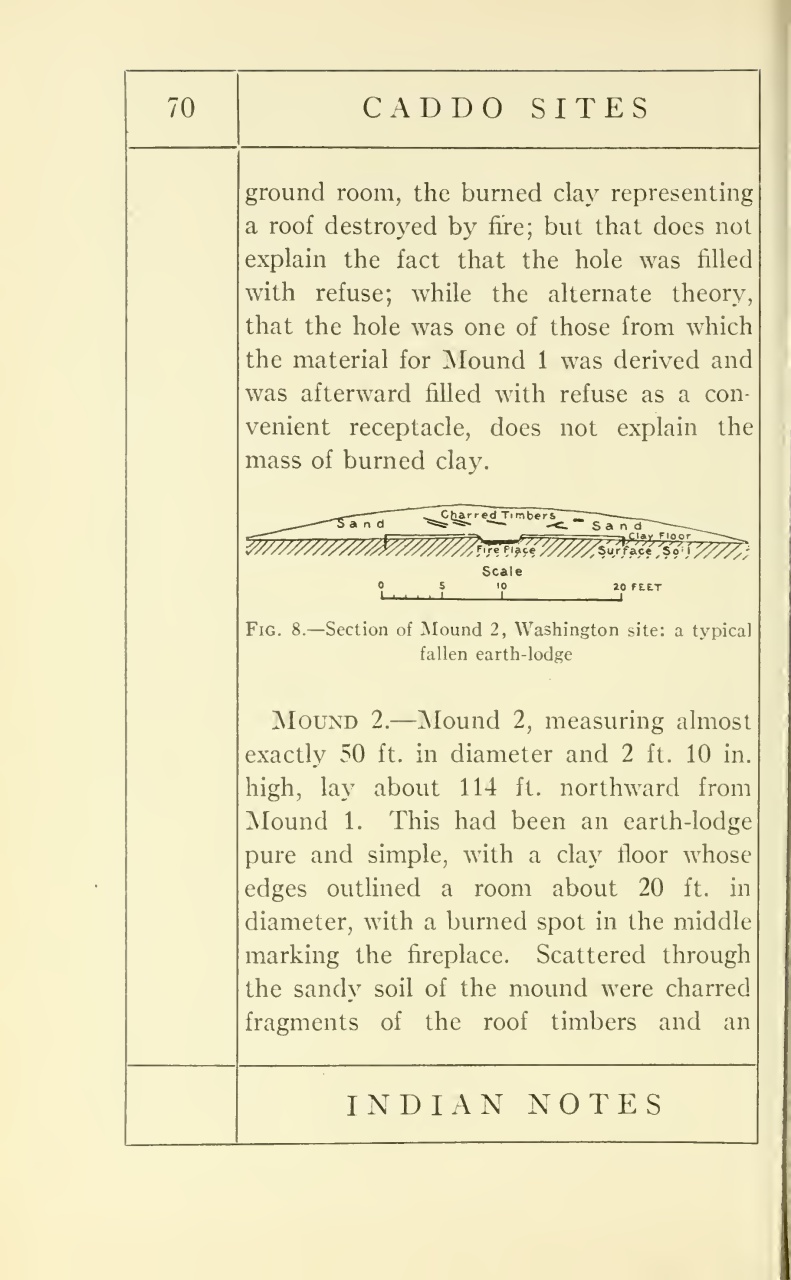 70
CADDO SITES
ground room, the burned clay representing
a roof destroyed by fire; but that does not
explain the fact that the hole was filled
with refuse; while the alternate theory,
that the hole was one of those from which
the material for Mound 1 was derived and
was afterward filled with refuse as a con-
venient receptacle, does not explain the
mass of burned clay.
Charred Timbers
Sand
Sand
Clay Floor
Fire Place
Surface Soil
Scale
0 5 10 20 FEET
FIG. 8.—Section of Mound 2, Washington site: a typical
fallen earth-lodge
MOUND 2.—Mound 2, measuring almost
exactly 50 ft. in diameter and 2 ft. 10 in.
high, lay about 114 ft. northward from
Mound 1. This had been an earth-lodge
pure and simple, with a clay floor whose
edges outlined a room about 20 ft. in
diameter, with a burned spot in the middle
marking the fireplace. Scattered through
the sandy soil of the mound were charred
fragments of the roof timbers and an
INDIAN NOTES